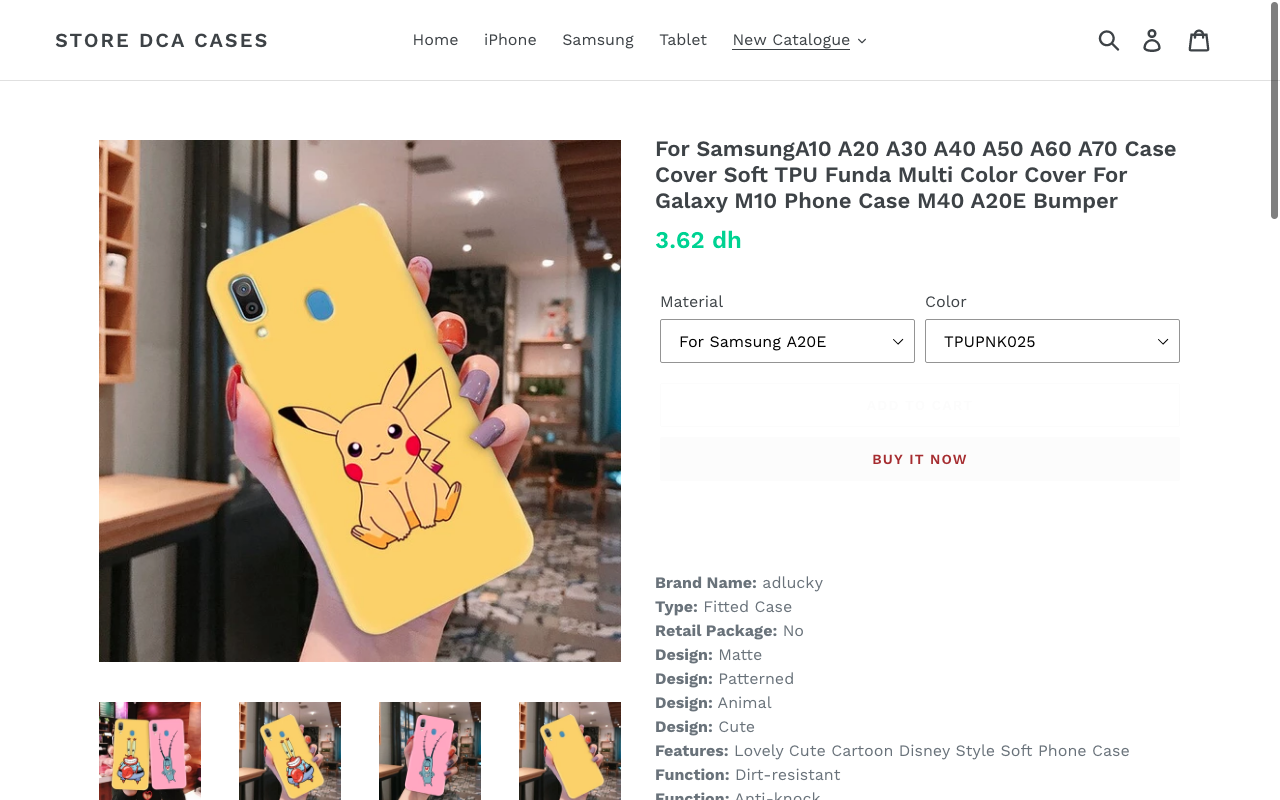 STORE DCA CASES
Home iPhone Samsung Tablet New Catalogue
For SamsungA10 A20 A30 A40 A50 A60 A70 Case
Cover Soft TPU Funda Multi Color Cover For
Galaxy M10 Phone Case M40 A20E Bumper
3.62 dh
Material Color
For Samsung A20E TPUPNK025
ADD TO CART
BUY IT NOW
Brand Name: adlucky
Type: Fitted Case
Retail Package: No
Design: Matte
Design: Patterned
Design: Animal
Design: Cute
Features: Lovely Cute Cartoon Disney Style Soft Phone Case
Function: Dirt-resistant
Function: Anti-knock